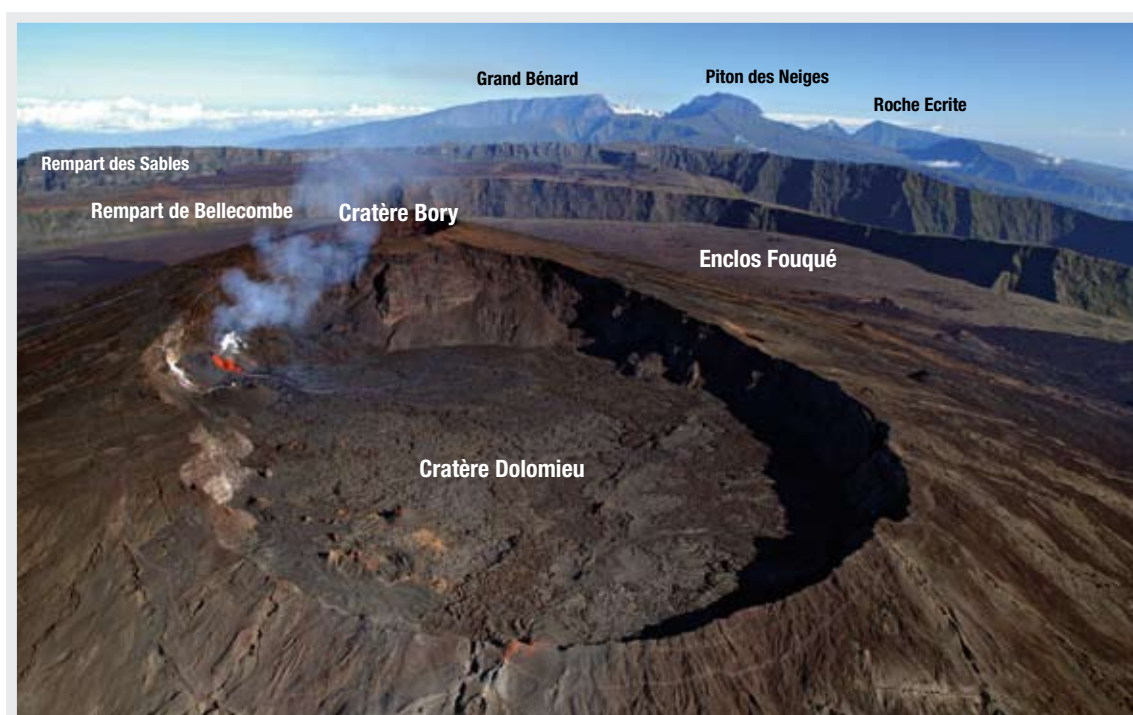 Grand Bénard
Piton des Neiges
Roche Ecrite
Rempart des Sables
Rempart de Bellecombe
Cratère Bory
Enclos Fouqué
Cratère Dolomieu